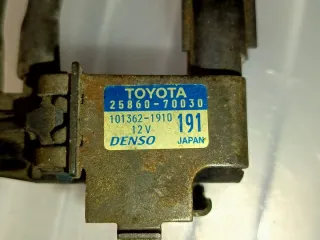 TOYOTA
25860-70030
101362-1910
12V 191
DENSO JAPAN